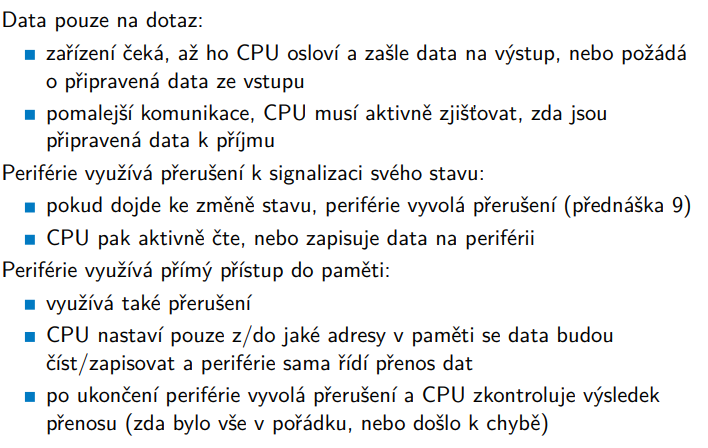 Data pouze na dotaz:
zařízení čeká, až ho CPU osloví a zašle data na výstup, nebo požádá
o připravená data ze vstupu
pomalejší komunikace, CPU musí aktivně zjišťovat, zda jsou
připravená data k příjmu
Periférie využívá přerušení k signalizaci svého stavu:
pokud dojde ke změně stavu, periférie vyvolá přerušení (přednáška 9)
CPU pak aktivně čte, nebo zapisuje data na periférii
Periférie využívá přímý přístup do paměti:
využívá také přerušení
CPU nastaví pouze z/do jaké adresy v paměti se data budou
číst/zapisovat a periférie sama řídí přenos dat
po ukončení periférie vyvolá přerušení a CPU zkontroluje výsledek
přenosu (zda bylo vše v pořádku, nebo došlo k chybě)